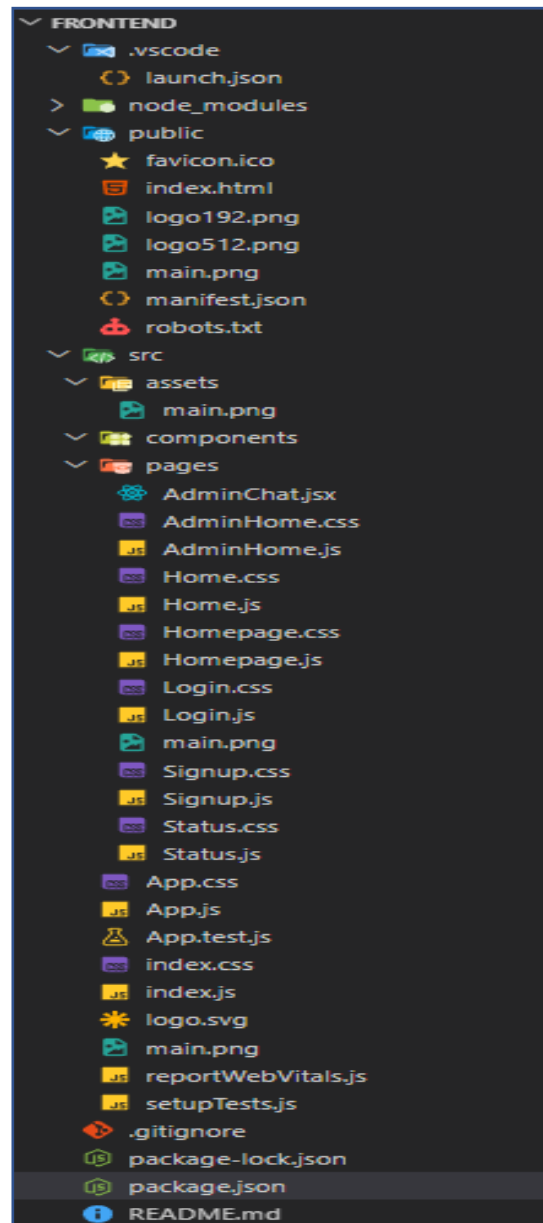 FRONTEND
.vscode
launch.json
node_modules
public
favicon.ico
index.html
logo192.png
logo512.png
main.png
manifest.json
robots.txt
src
assets
main.png
components
pages
AdminChat.jsx
AdminHome.css
AdminHome.js
Home.css
Home.js
Homepage.css
Homepage.js
Login.css
Login.js
main.png
Signup.css
Signup.js
Status.css
Status.js
App.css
App.js
App.test.js
index.css
index.js
logo.svg
main.png
reportWebVitals.js
setupTests.js
.gitignore
package-lock.json
package.json
README.md